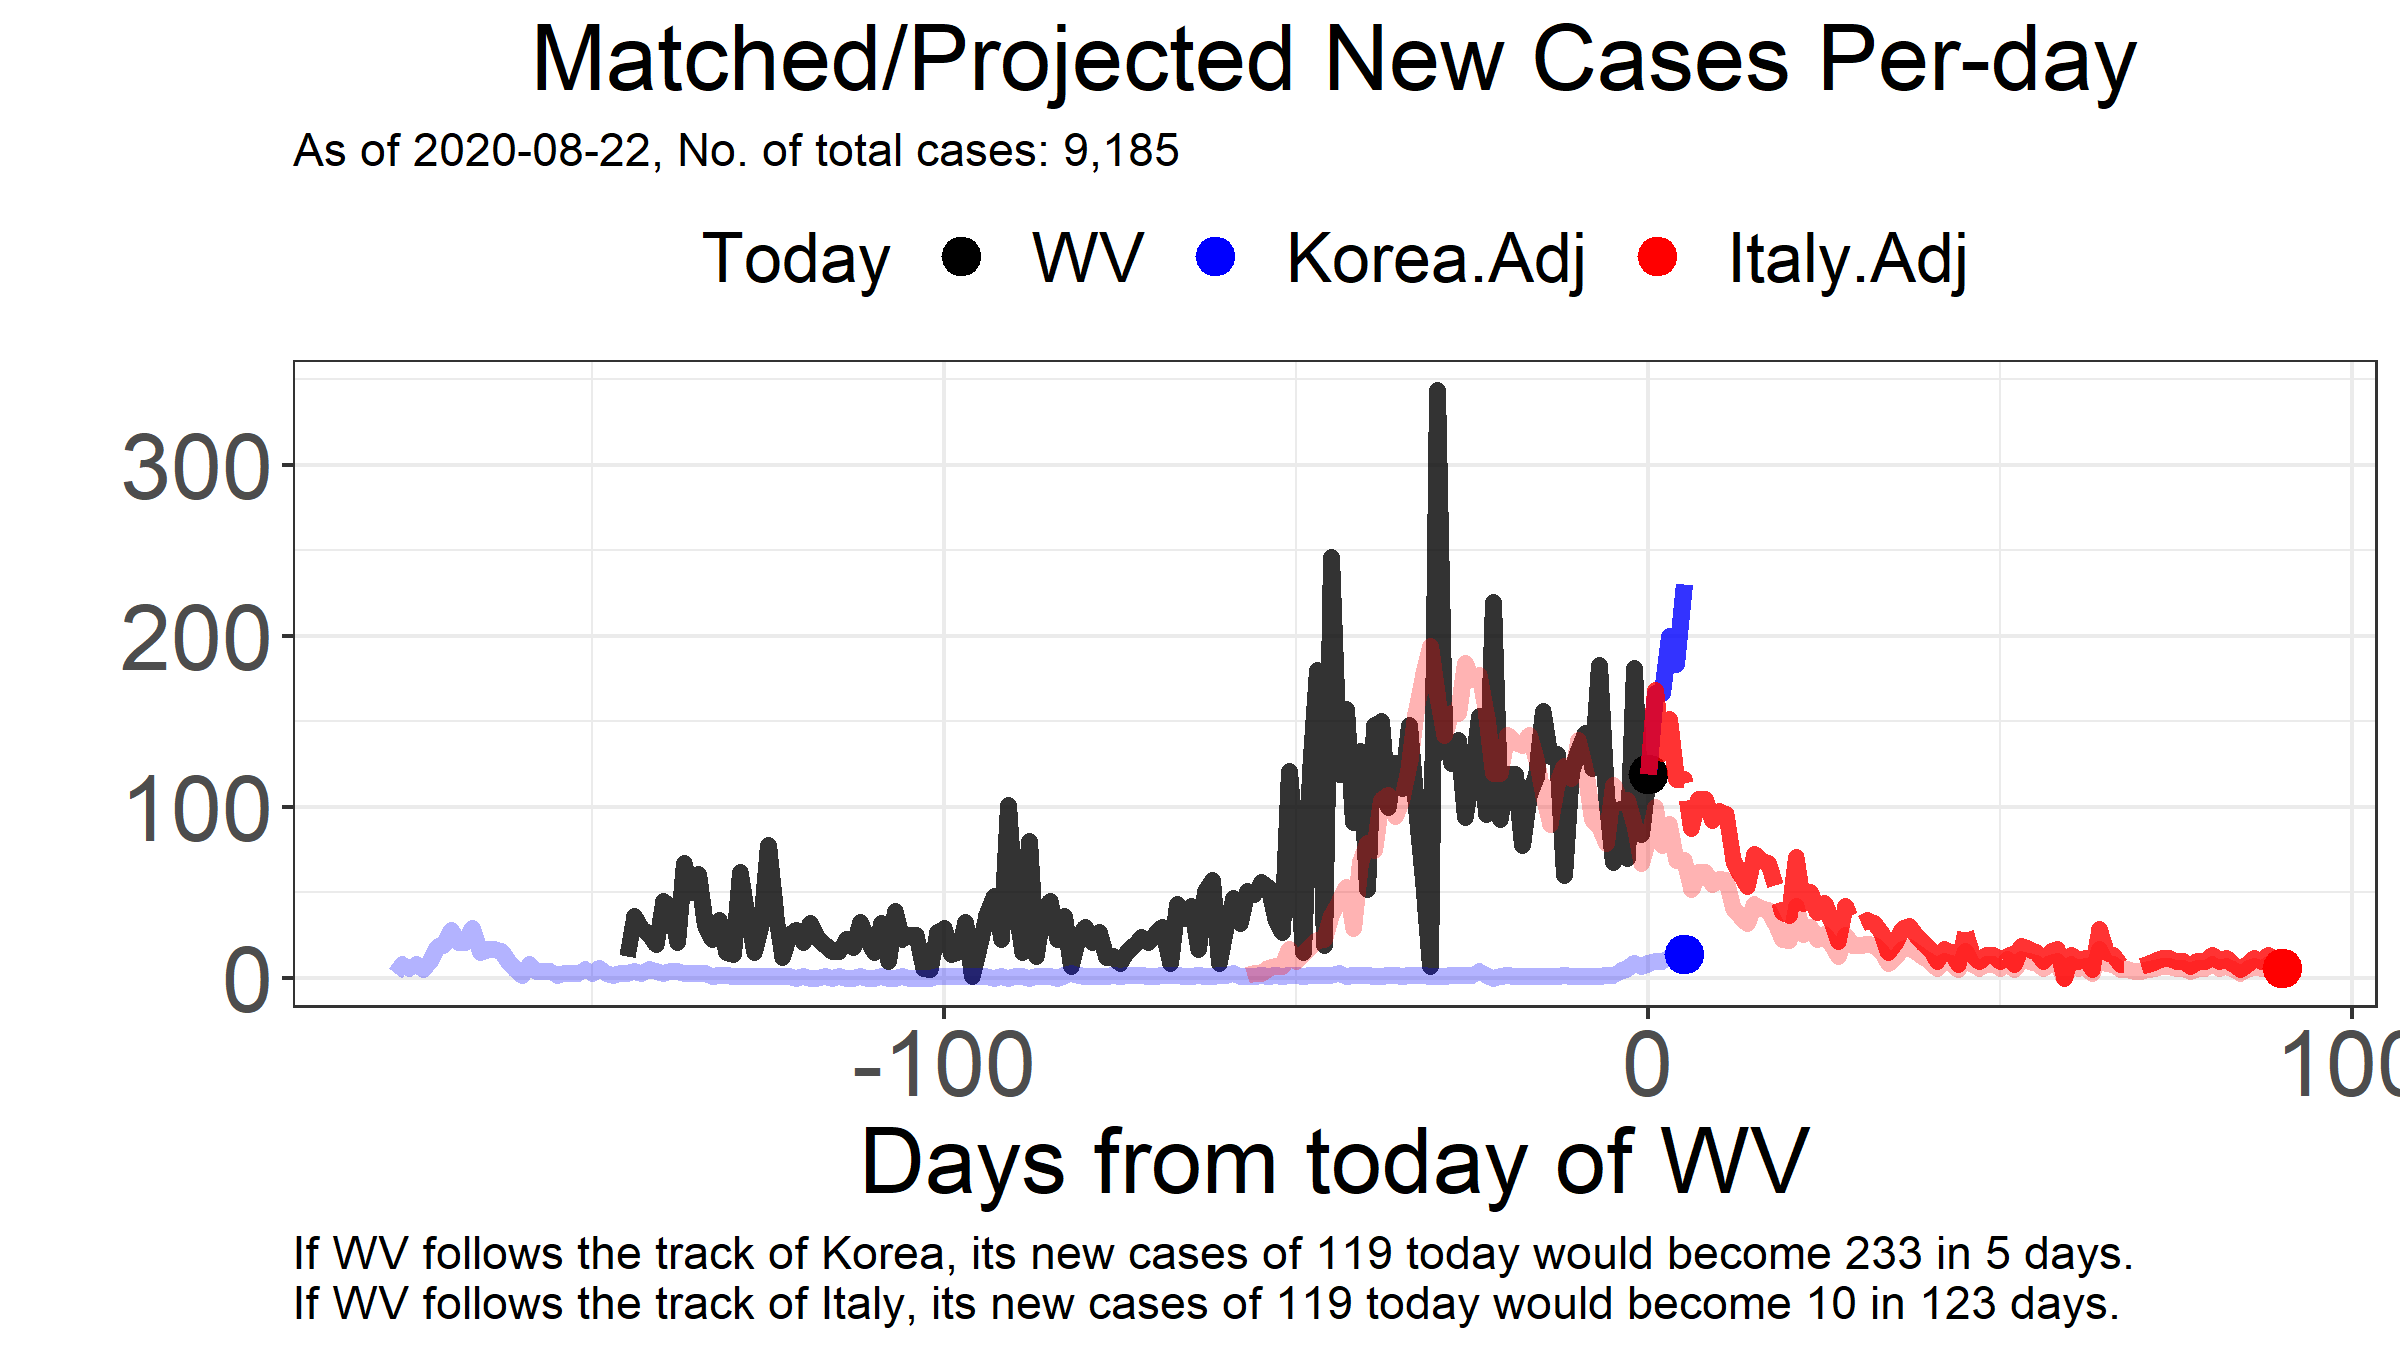 Matched/Projected New Cases Per-day
As of 2020-08-22, No. of total cases: 9,185
Today WV Korea.Adj Italy.Adj
300
200
100
0
-100 0 100
Days from today of WV
If WV follows the track of Korea, its new cases of 119 today would become 233 in 5 days.
If WV follows the track of Italy, its new cases of 119 today would become 10 in 123 days.